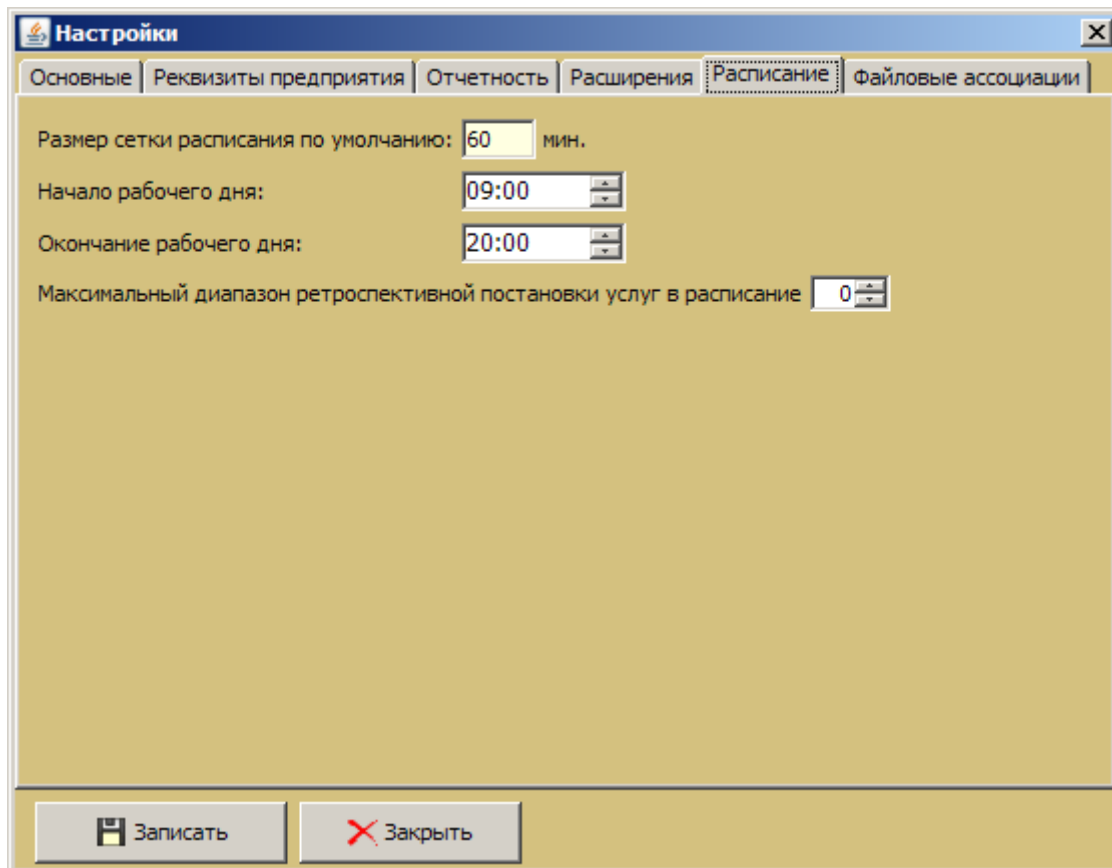 Настройки
Основные Реквизиты предприятия Отчетность Расширения Расписание Файловые ассоциации
Размер сетки расписания по умолчанию: 60 мин.
Начало рабочего дня: 09:00
Окончание рабочего дня: 20:00
Максимальный диапазон ретроспективной постановки услуг в расписание 0
Записать Закрыть